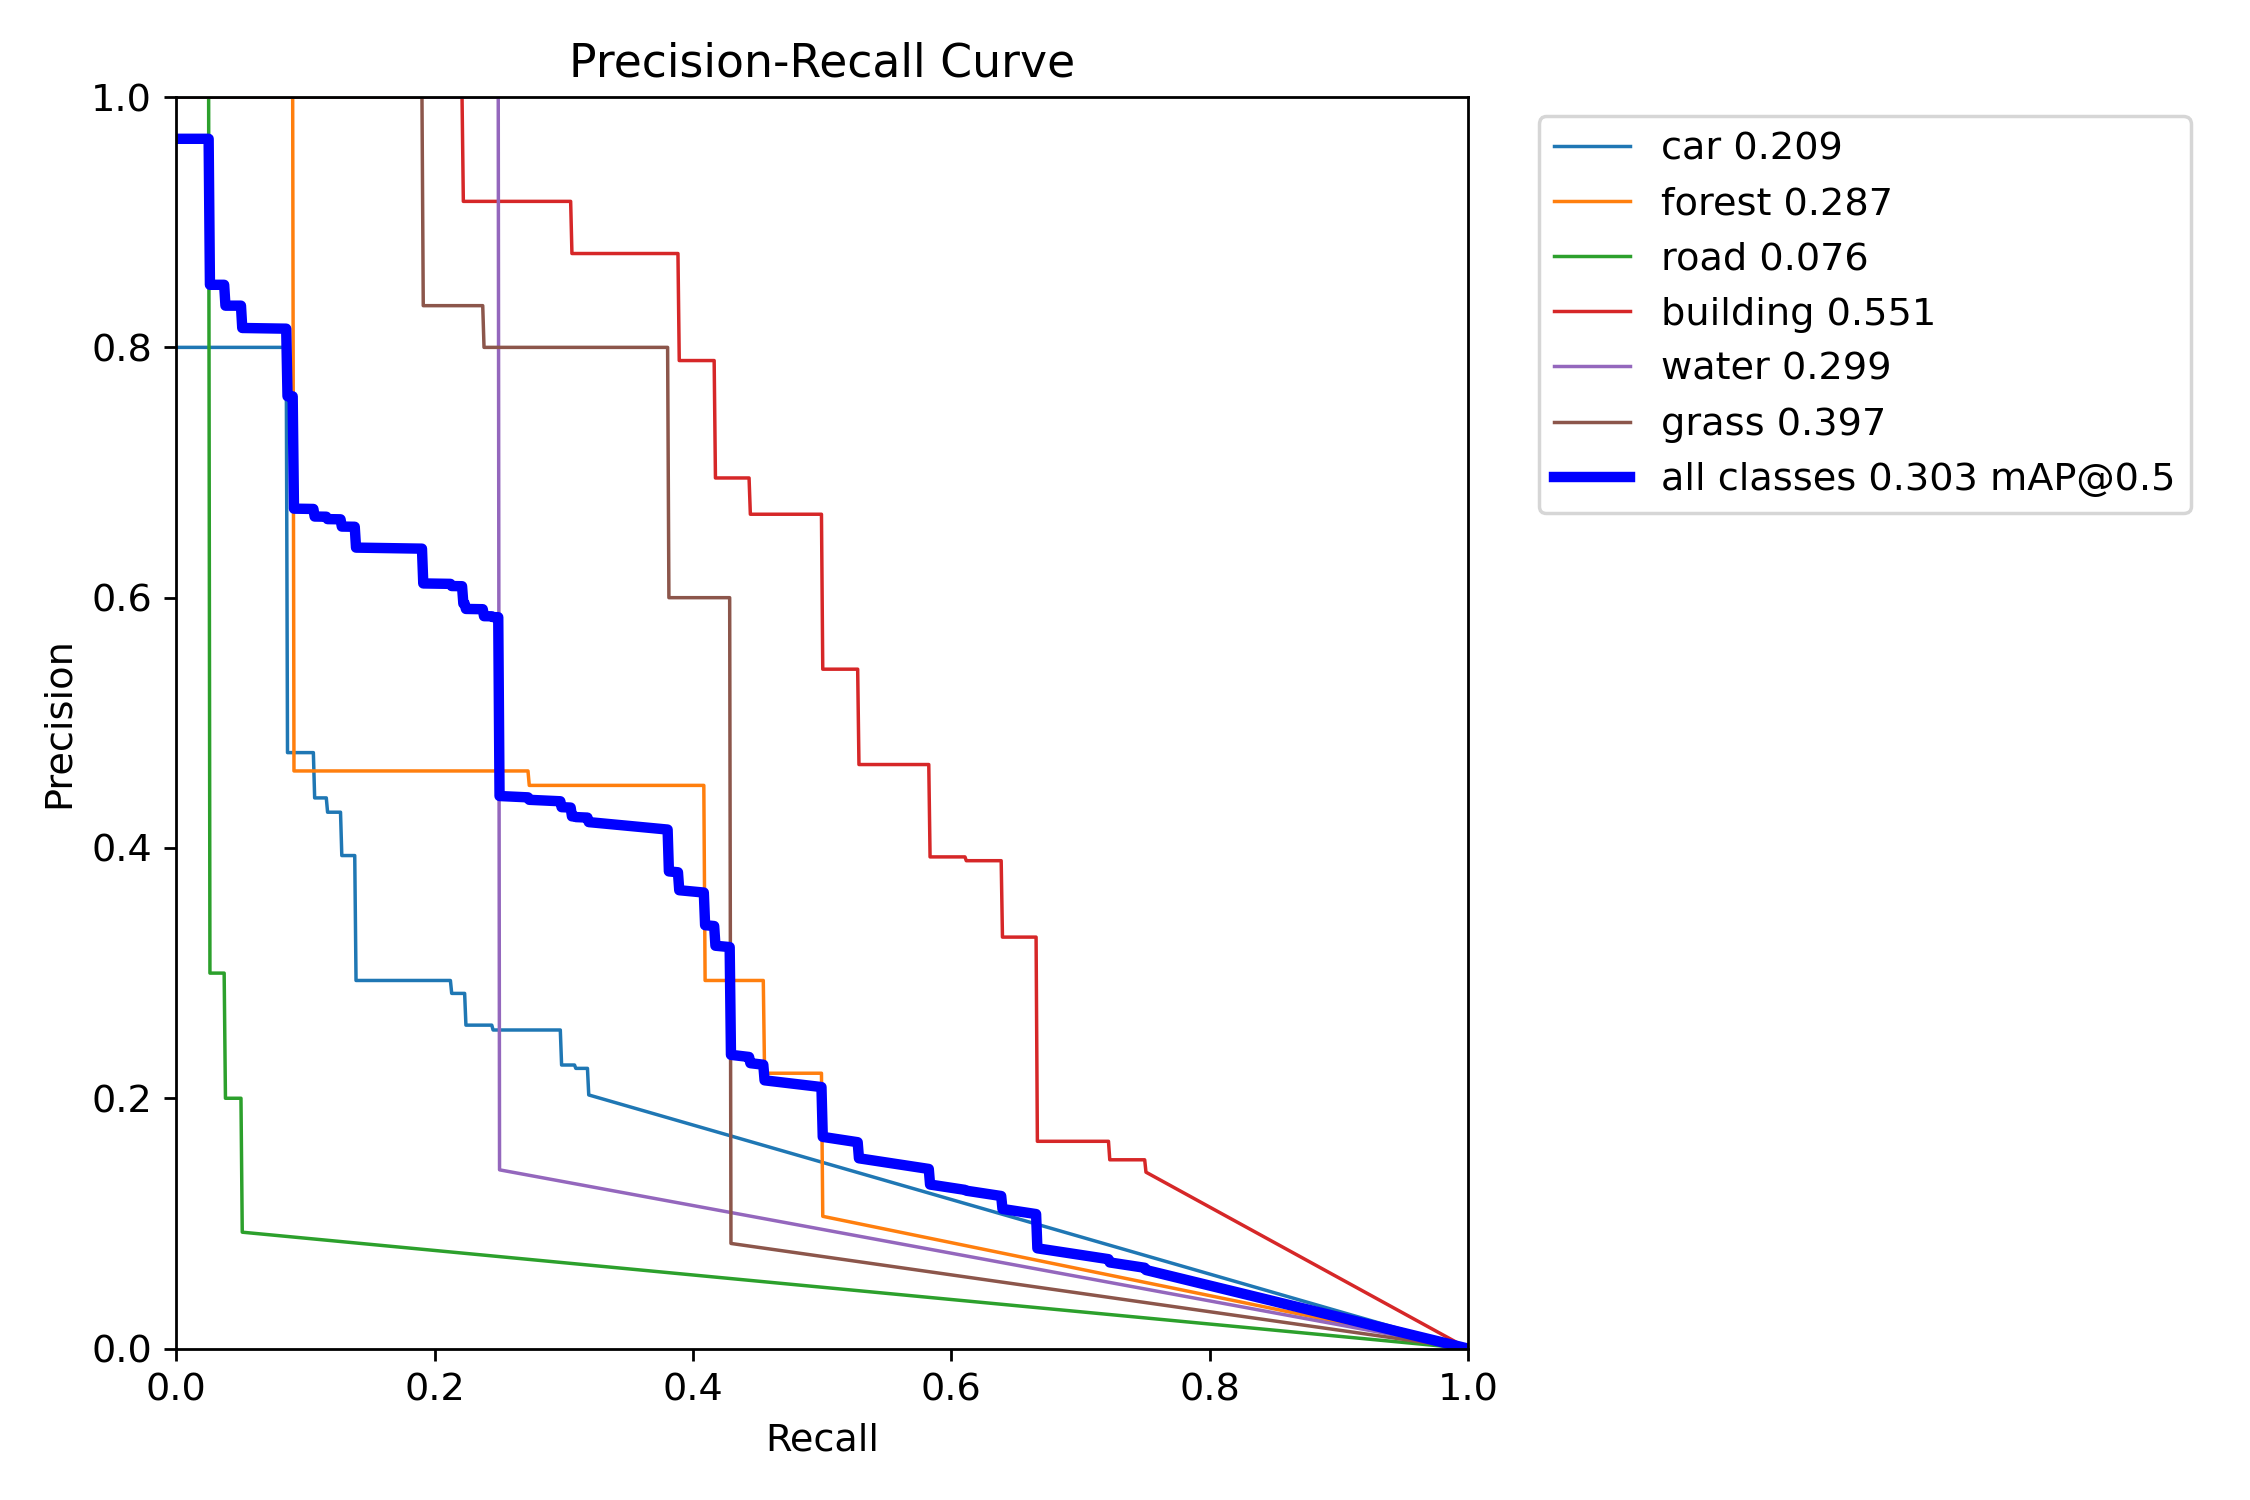 Precision-Recall Curve
1.0
0.8
0.6
0.4
0.2
0.0
Precision
0.0 0.2 0.4 0.6 0.8 1.0
Recall
car 0.209
forest 0.287
road 0.076
building 0.551
water 0.299
grass 0.397
all classes 0.303 mAP@0.5